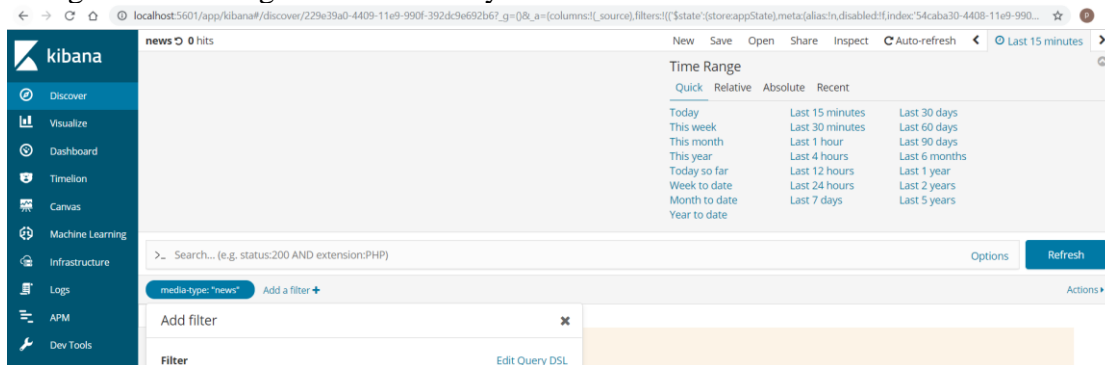 localhost:5601/app/kibana#/discover/229e39a0-4409-11e9-990f-392dc9e692b6?_g=()&_a=(columns:!(_source),filters:!(('$state':(store:appState),meta:(alias:!n,disabled:!f,index:'54caba30-4408-11e9-990...
P
kibana
Discover
Visualize
Dashboard
Timelion
Canvas
Machine Learning
Infrastructure
Logs
APM
Dev Tools
news 0 hits
New Save Open Share Inspect Auto-refresh Last 15 minutes
Time Range
Quick Relative Absolute Recent
Today Last 15 minutes Last 30 days
This week Last 30 minutes Last 60 days
This month Last 1 hour Last 90 days
This year Last 4 hours Last 6 months
Today so far Last 12 hours Last 1 year
Week to date Last 24 hours Last 2 years
Month to date Last 7 days Last 5 years
Year to date
>_ Search... (e.g. status:200 AND extension:PHP) Options Refresh
media-type: "news" Add a filter + Actions
Add filter
Filter Edit Query DSL